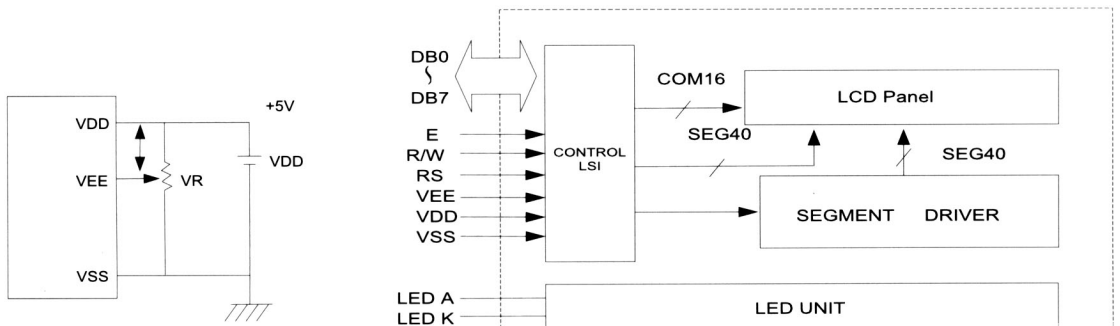 +5V
VDD
VDD
VEE
VR
VSS
DB0
~
DB7
E
R/W
RS
VEE
VDD
VSS
CONTROL
LSI
COM16
SEG40
LCD Panel
SEG40
SEGMENT DRIVER
LED A
LED K
LED UNIT